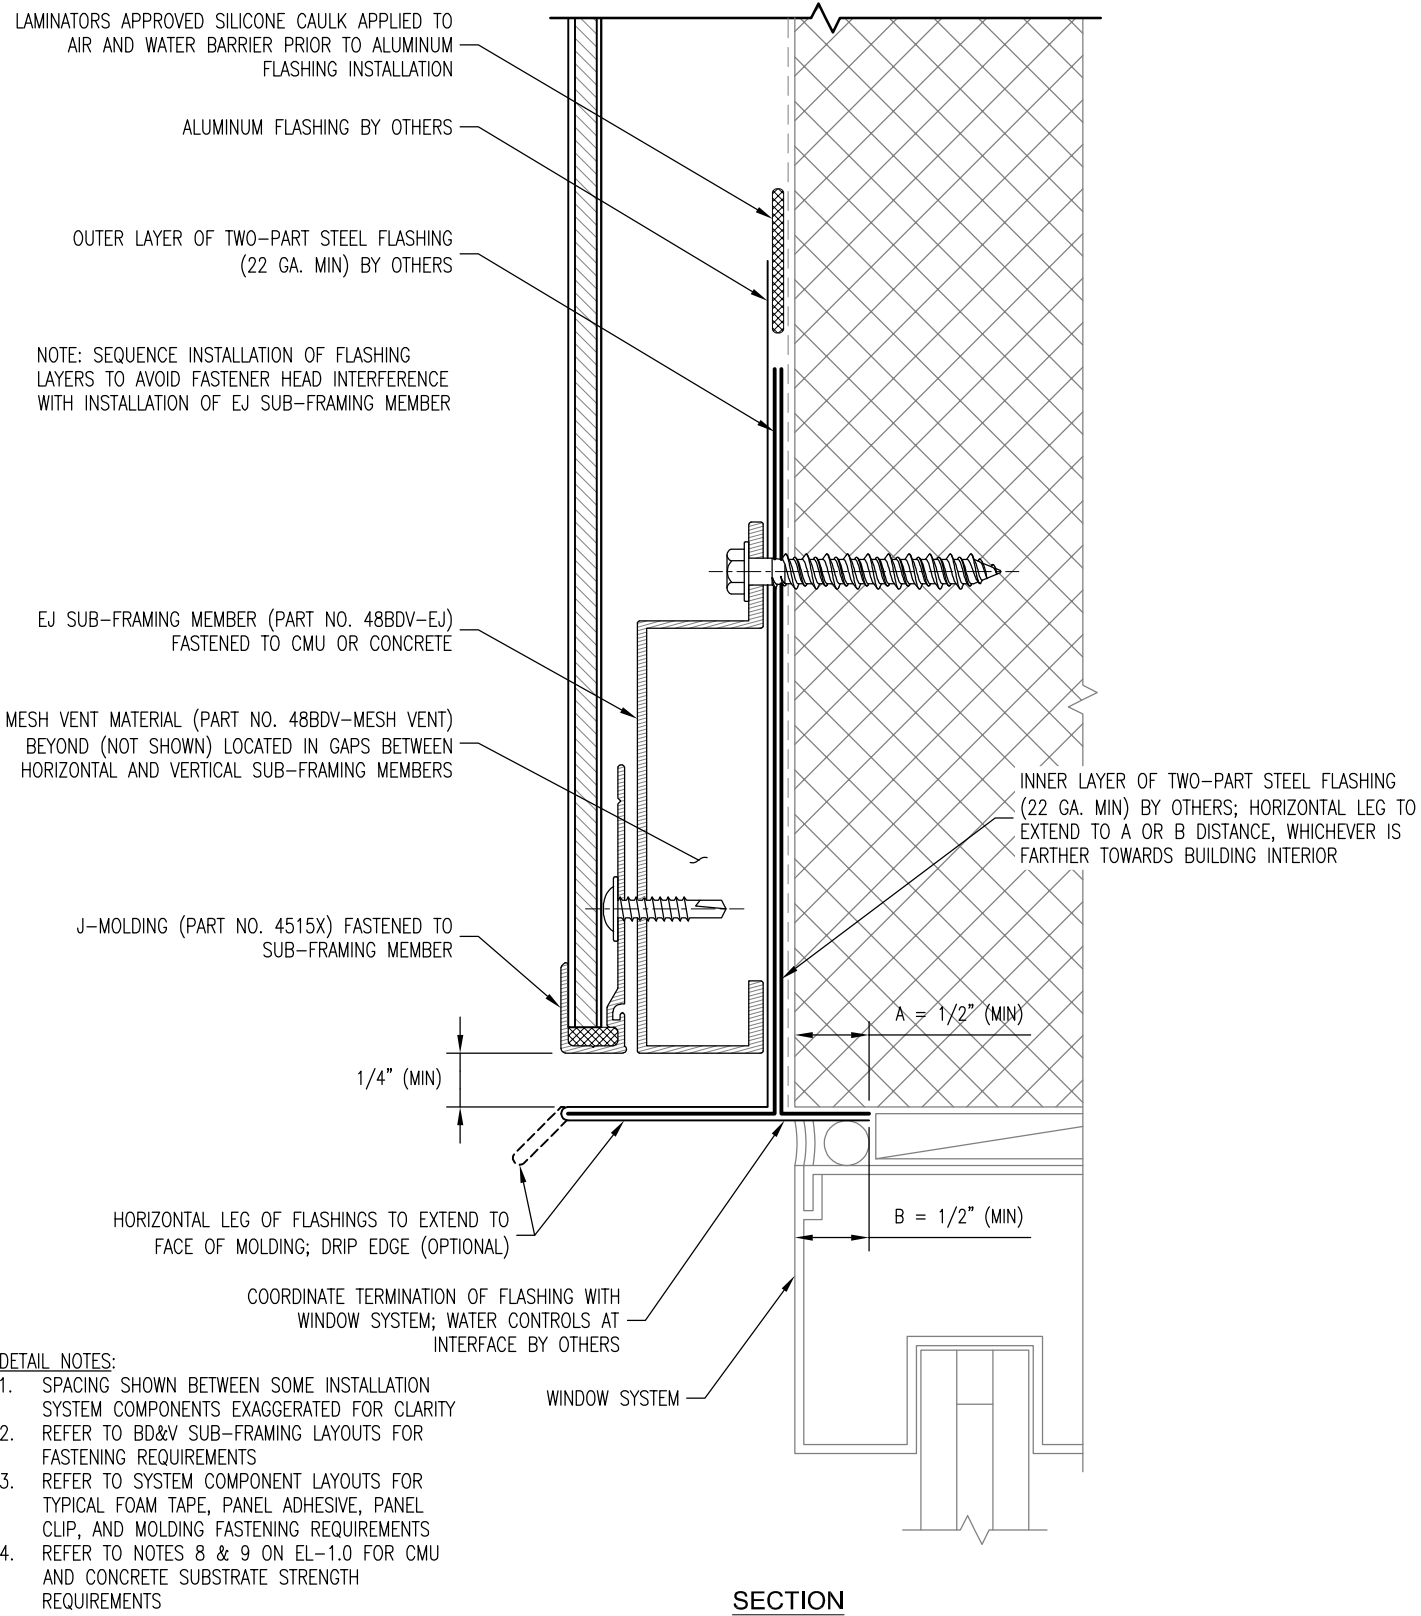 LAMINATORS APPROVED SILICONE CAULK APPLIED TO
AIR AND WATER BARRIER PRIOR TO ALUMINUM
FLASHING INSTALLATION
ALUMINUM FLASHING BY OTHERS
OUTER LAYER OF TWO-PART STEEL FLASHING
(22 GA. MIN) BY OTHERS
NOTE: SEQUENCE INSTALLATION OF FLASHING
LAYERS TO AVOID FASTENER HEAD INTERFERENCE
WITH INSTALLATION OF EJ SUB-FRAMING MEMBER
EJ SUB-FRAMING MEMBER (PART NO. 48BDV-EJ)
FASTENED TO CMU OR CONCRETE
MESH VENT MATERIAL (PART NO. 48BDV-MESH VENT)
BEYOND (NOT SHOWN) LOCATED IN GAPS BETWEEN
HORIZONTAL AND VERTICAL SUB-FRAMING MEMBERS
INNER LAYER OF TWO-PART STEEL FLASHING
(22 GA. MIN) BY OTHERS; HORIZONTAL LEG TO
EXTEND TO A OR B DISTANCE, WHICHEVER IS
FARTHER TOWARDS BUILDING INTERIOR
J-MOLDING (PART NO. 4515X) FASTENED TO
SUB-FRAMING MEMBER
A = 1/2" (MIN)
1/4" (MIN)
B = 1/2" (MIN)
HORIZONTAL LEG OF FLASHINGS TO EXTEND TO
FACE OF MOLDING; DRIP EDGE (OPTIONAL)
COORDINATE TERMINATION OF FLASHING WITH
WINDOW SYSTEM; WATER CONTROLS AT
INTERFACE BY OTHERS
WINDOW SYSTEM
DETAIL NOTES:
1. SPACING SHOWN BETWEEN SOME INSTALLATION
SYSTEM COMPONENTS EXAGGERATED FOR CLARITY
2. REFER TO BD&V SUB-FRAMING LAYOUTS FOR
FASTENING REQUIREMENTS
3. REFER TO SYSTEM COMPONENT LAYOUTS FOR
TYPICAL FOAM TAPE, PANEL ADHESIVE, PANEL
CLIP, AND MOLDING FASTENING REQUIREMENTS
4. REFER TO NOTES 8 & 9 ON EL-1.0 FOR CMU
AND CONCRETE SUBSTRATE STRENGTH
REQUIREMENTS
SECTION